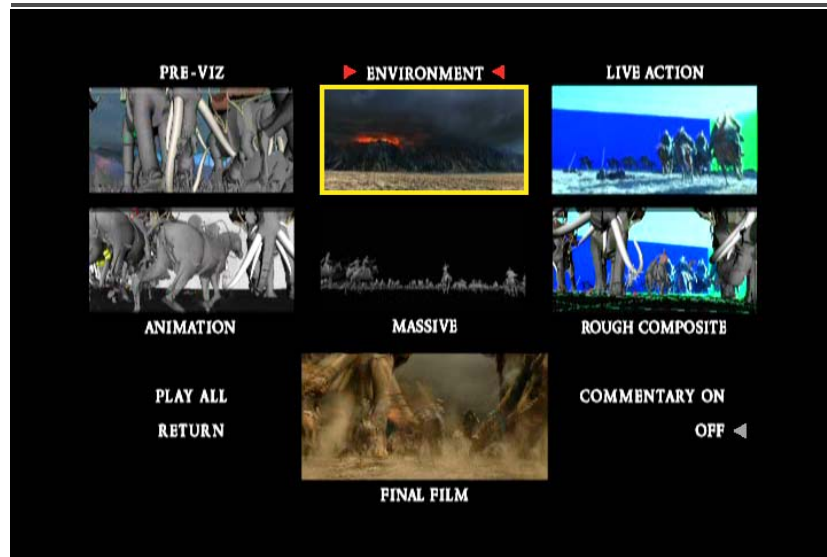 PRE-VIZ
ENVIRONMENT
LIVE ACTION
ANIMATION
MASSIVE
ROUGH COMPOSITE
PLAY ALL
COMMENTARY ON
RETURN
OFF
FINAL FILM